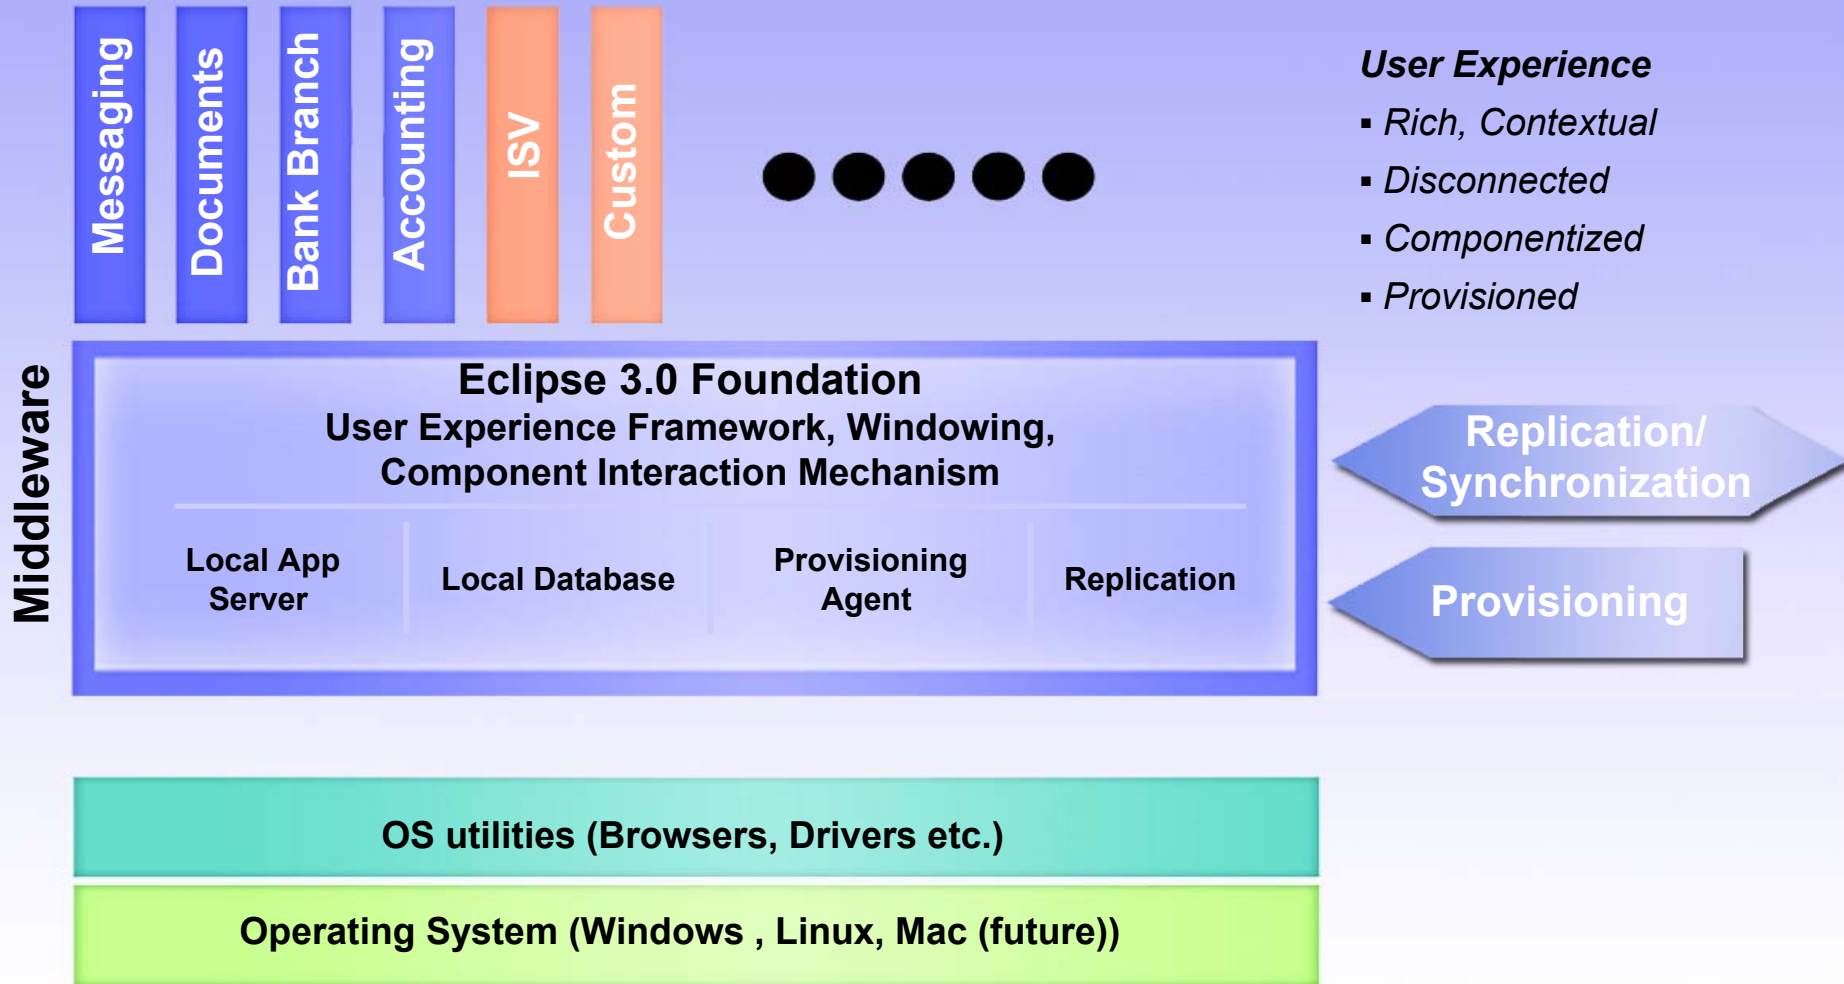 Messaging
Documents
Bank Branch
Accounting
ISV
Custom
User Experience
▪ Rich, Contextual
▪ Disconnected
▪ Componentized
▪ Provisioned
Middleware
Eclipse 3.0 Foundation
User Experience Framework, Windowing,
Component Interaction Mechanism
Local App
Server
Local Database
Provisioning
Agent
Replication
Replication/
Synchronization
Provisioning
OS utilities (Browsers, Drivers etc.)
Operating System (Windows , Linux, Mac (future))